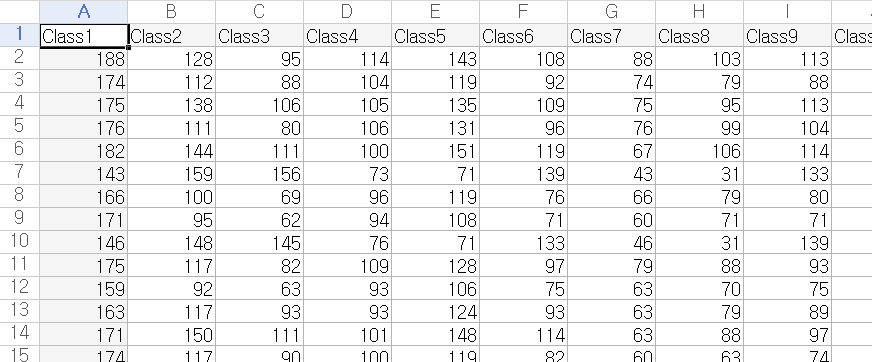 A B C D E F G H I
1 Class1 Class2 Class3 Class4 Class5 Class6 Class7 Class8 Class9 Class
2 188 128 95 114 143 108 88 103 113
3 174 112 88 104 119 92 74 79 88
4 175 138 106 105 135 109 75 95 113
5 176 111 80 106 131 96 76 99 104
6 182 144 111 100 151 119 67 106 114
7 143 159 156 73 71 139 43 31 133
8 166 100 69 96 119 76 66 79 80
9 171 95 62 94 108 71 60 71 71
10 146 148 145 76 71 133 46 31 139
11 175 117 82 109 128 97 79 88 93
12 159 92 63 93 106 75 63 70 75
13 163 117 93 93 124 93 63 79 89
14 171 150 111 101 148 114 63 88 97
15 174 117 90 100 119 82 60 63 74